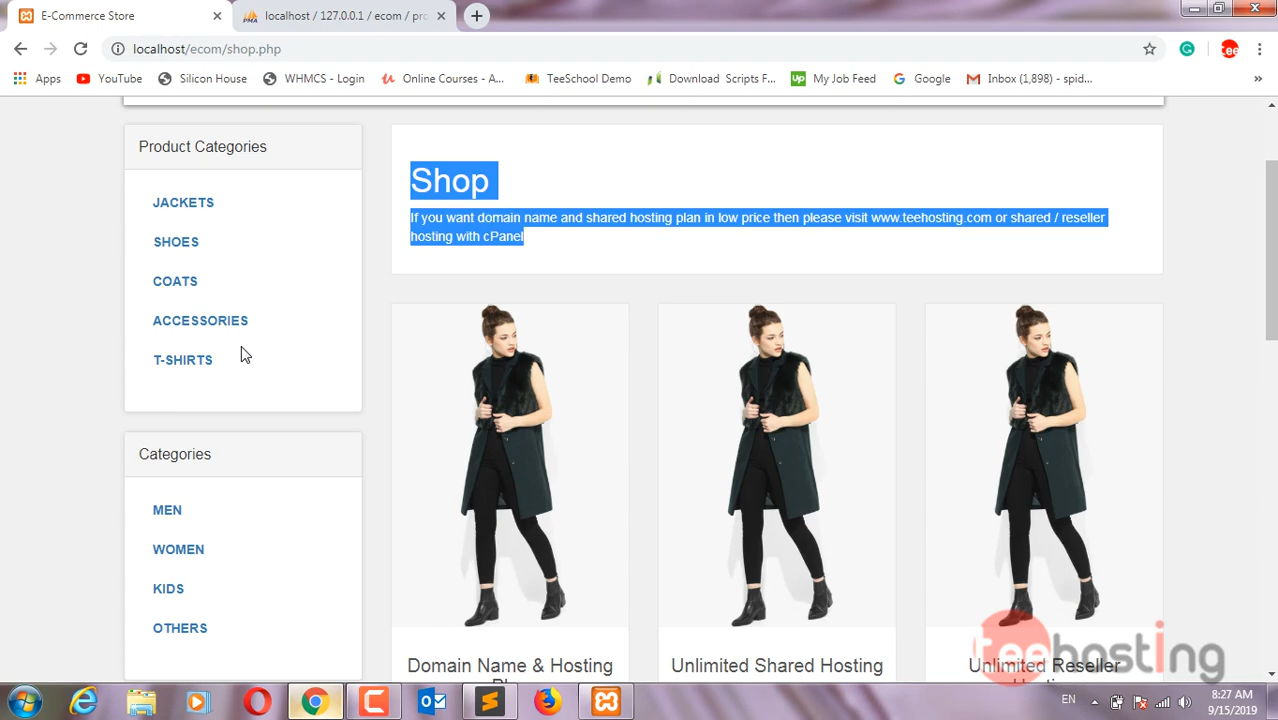 E-Commerce Store
localhost / 127.0.0.1 / ecom / pro
localhost/ecom/shop.php
Apps
YouTube
Silicon House
WHMCS - Login
Online Courses - A...
TeeSchool Demo
Download : Scripts F...
Up
My Job Feed
Google
Inbox (1,898) - spid...
Product Categories
JACKETS
SHOES
COATS
ACCESSORIES
T-SHIRTS
Categories
MEN
WOMEN
KIDS
OTHERS
Shop
If you want domain name and shared hosting plan in low price then please visit www.teehosting.com or shared / reseller
hosting with cPanel
Domain Name & Hosting
Unlimited Shared Hosting
Unlimited Reseller
teehosting
EN
8:27 AM
9/15/2019